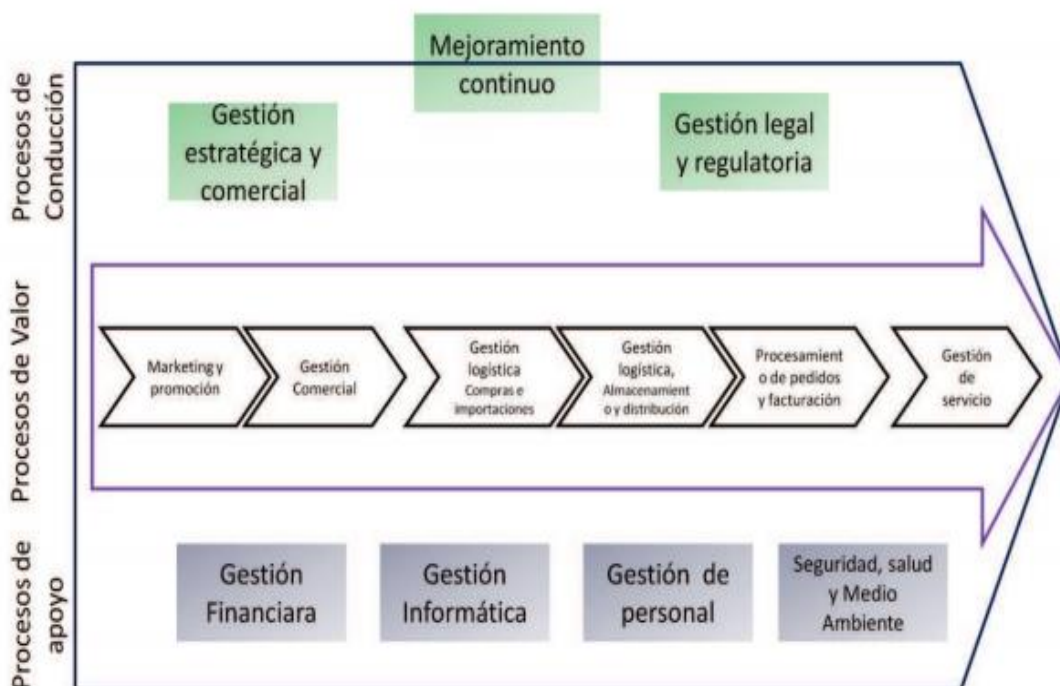 Procesos de
Conducción
Mejoramiento
continuo
Gestión
estratégica y
comercial
Gestión legal
y regulatoria
Procesos de Valor
Marketing y
promoción
Gestión
Comercial
Gestión
logística
Compras e
importaciones
Gestión
logística,
Almacenamient
o y distribución
Procesamient
o de pedidos
y facturación
Gestión
de
servicio
Procesos de
apoyo
Gestión
Financiara
Gestión
Informática
Gestión de
personal
Seguridad, salud
y Medio
Ambiente